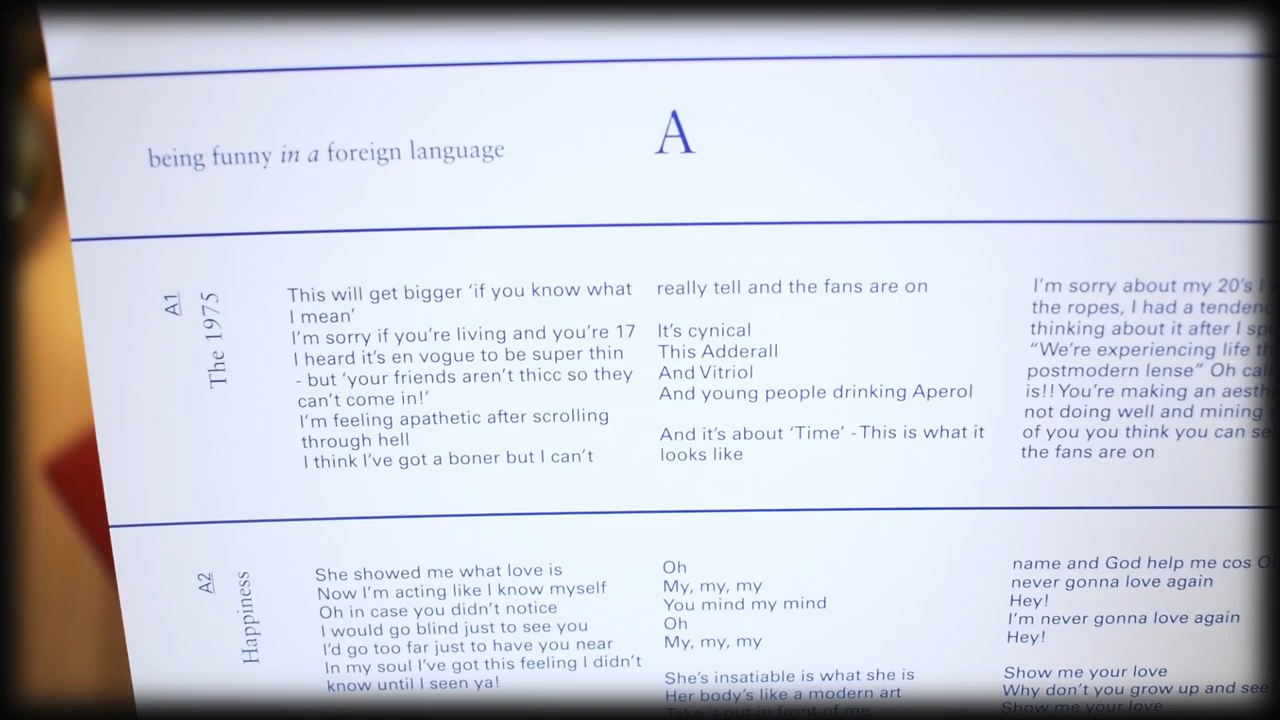 being funny in a foreign language
A
A1
The 1975
This will get bigger ‘if you know what
I mean’
I’m sorry if you’re living and you’re 17
I heard it’s en vogue to be super thin
- but ‘your friends aren’t thicc so they
can’t come in!’
I’m feeling apathetic after scrolling
through hell
I think I’ve got a boner but I can’t
really tell and the fans are on
It’s cynical
This Adderall
And Vitriol
And young people drinking Aperol
And it’s about ‘Time’ - This is what it
looks like
I’m sorry about my 20’s I
the ropes, I had a
thinking about it after I
“We’re experiencing life
postmodern lense” Oh
is!! You’re making an
not doing well and mining
of you you think you can
the fans are on
A2
Happiness
She showed me what love is
Now I’m acting like I know myself
Oh in case you didn’t notice
I would go blind just to see you
I’d go too far just to have you near
In my soul I’ve got this feeling I didn’t
know until I seen ya!
Oh
My, my, my
You mind my mind
Oh
My, my, my
She’s insatiable is what she is
Her body’s like a modern art
Take it out in front of me
name and God help me cos
never gonna love again
Hey!
I’m never gonna love again
Hey!
Show me your love
Why don’t you grow up and see?
Show me your love